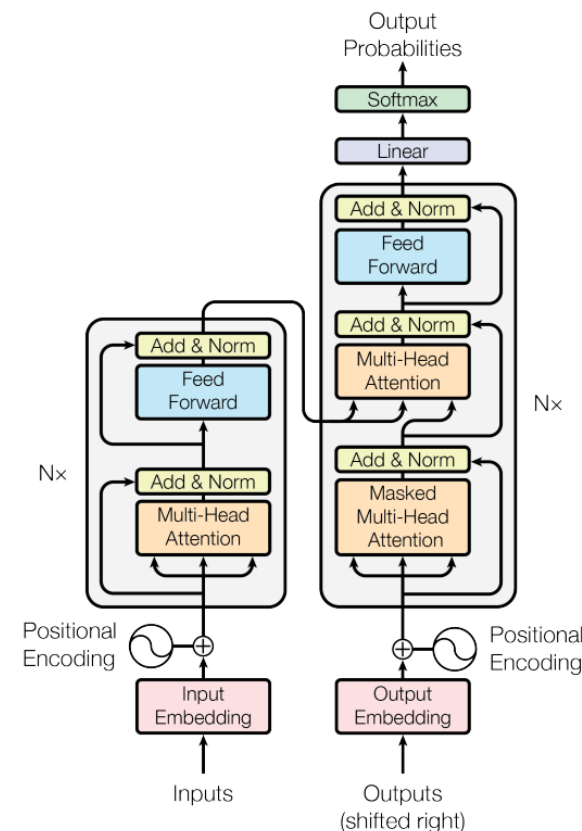 Output
Probabilities
Softmax
Linear
Add & Norm
Feed
Forward
Add & Norm
Multi-Head
Attention
Nx
Add & Norm
Masked
Multi-Head
Attention
Add & Norm
Feed
Forward
Nx
Add & Norm
Multi-Head
Attention
Positional
Encoding
Positional
Encoding
Input
Embedding
Output
Embedding
Inputs
Outputs
(shifted right)